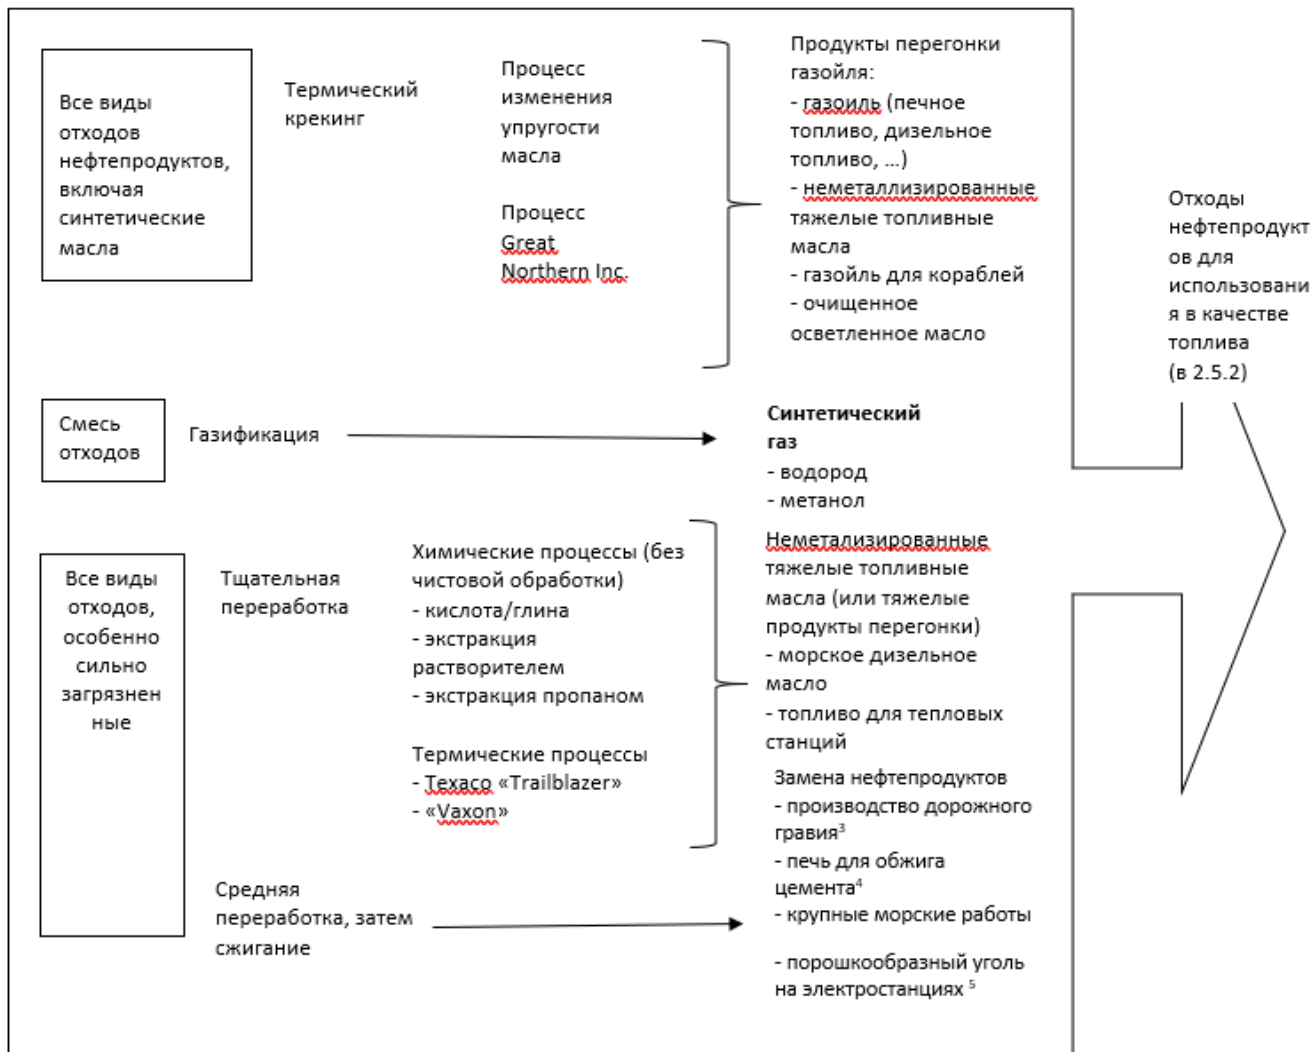 Все виды
отходов
нефтепродуктов,
включая
синтетические
масла
Термический
крекинг
Процесс
изменения
упругости
масла
Процесс
Great
Northern Inc.
Продукты перегонки
газойля:
- газоиль (печное
топливо, дизельное
топливо, …)
- неметаллизированные
тяжелые топливные
масла
- газойль для кораблей
- очищенное
осветленное масло
Отходы
нефтепродукт
ов для
использовани
я в качестве
топлива
(в 2.5.2)
Смесь
отходов
Газификация
Синтетический
газ
- водород
- метанол
Все виды
отходов,
особенно
сильно
загрязнен
ные
Тщательная
переработка
Химические процессы (без
чистовой обработки)
- кислота/глина
- экстракция
растворителем
- экстракция пропаном
Термические процессы
- Texaco «Trailblazer»
- «Vaxon»
Неметализированные
тяжелые топливные
масла (или тяжелые
продукты перегонки)
- морское дизельное
масло
- топливо для тепловых
станций
Средняя
переработка, затем
сжигание
Замена нефтепродуктов
- производство дорожного
гравия³
- печь для обжига
цемента⁴
- крупные морские работы
- порошкообразный уголь
на электростанциях ⁵